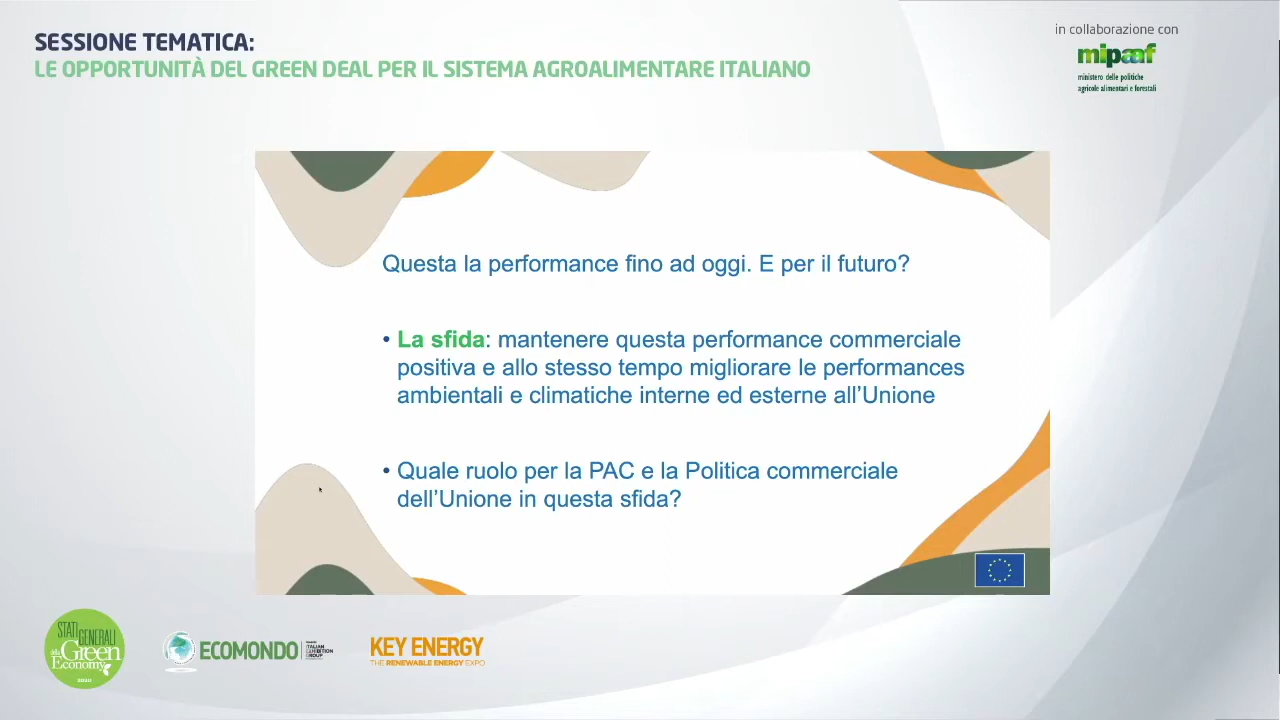 SESSIONE TEMATICA:
LE OPPORTUNITÀ DEL GREEN DEAL PER IL SISTEMA AGROALIMENTARE ITALIANO
in collaborazione con
mipaaf
ministero delle politiche
agricole alimentari e forestali
Questa la performance fino ad oggi. E per il futuro?
• La sfida: mantenere questa performance commerciale
positiva e allo stesso tempo migliorare le performances
ambientali e climatiche interne ed esterne all’Unione
• Quale ruolo per la PAC e la Politica commerciale
dell’Unione in questa sfida?
STATI GENERALI
della Green
Economy
2020
ECOMONDO
ITALIAN
EXHIBITION
GROUP
KEY ENERGY
THE RENEWABLE ENERGY EXPO